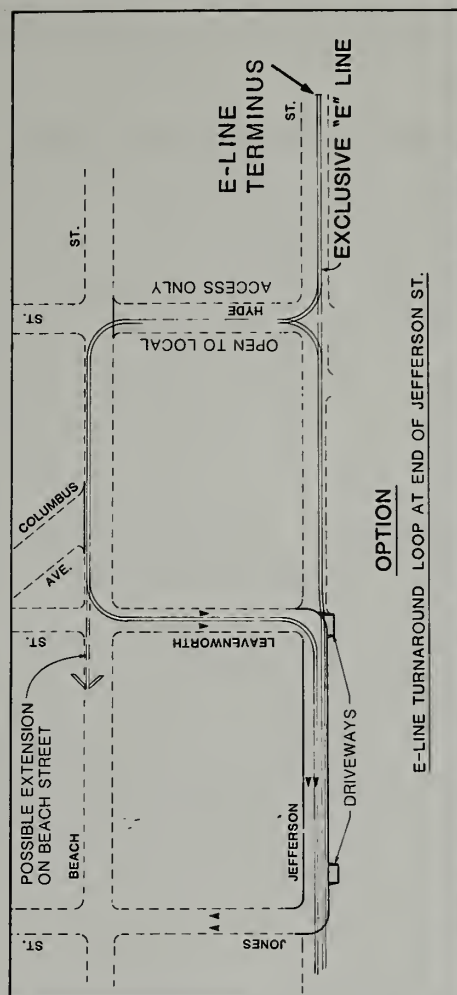 E-LINE
TERMINUS
EXCLUSIVE "E" LINE
ST.
ST.
ST.
HYDE
ACCESS ONLY
OPEN TO LOCAL
COLUMBUS
AVE.
ST.
LEAVENWORTH
POSSIBLE EXTENSION
ON BEACH STREET
BEACH
JEFFERSON
DRIVEWAYS
ST.
JONES
OPTION
E-LINE TURNAROUND LOOP AT END OF JEFFERSON ST.